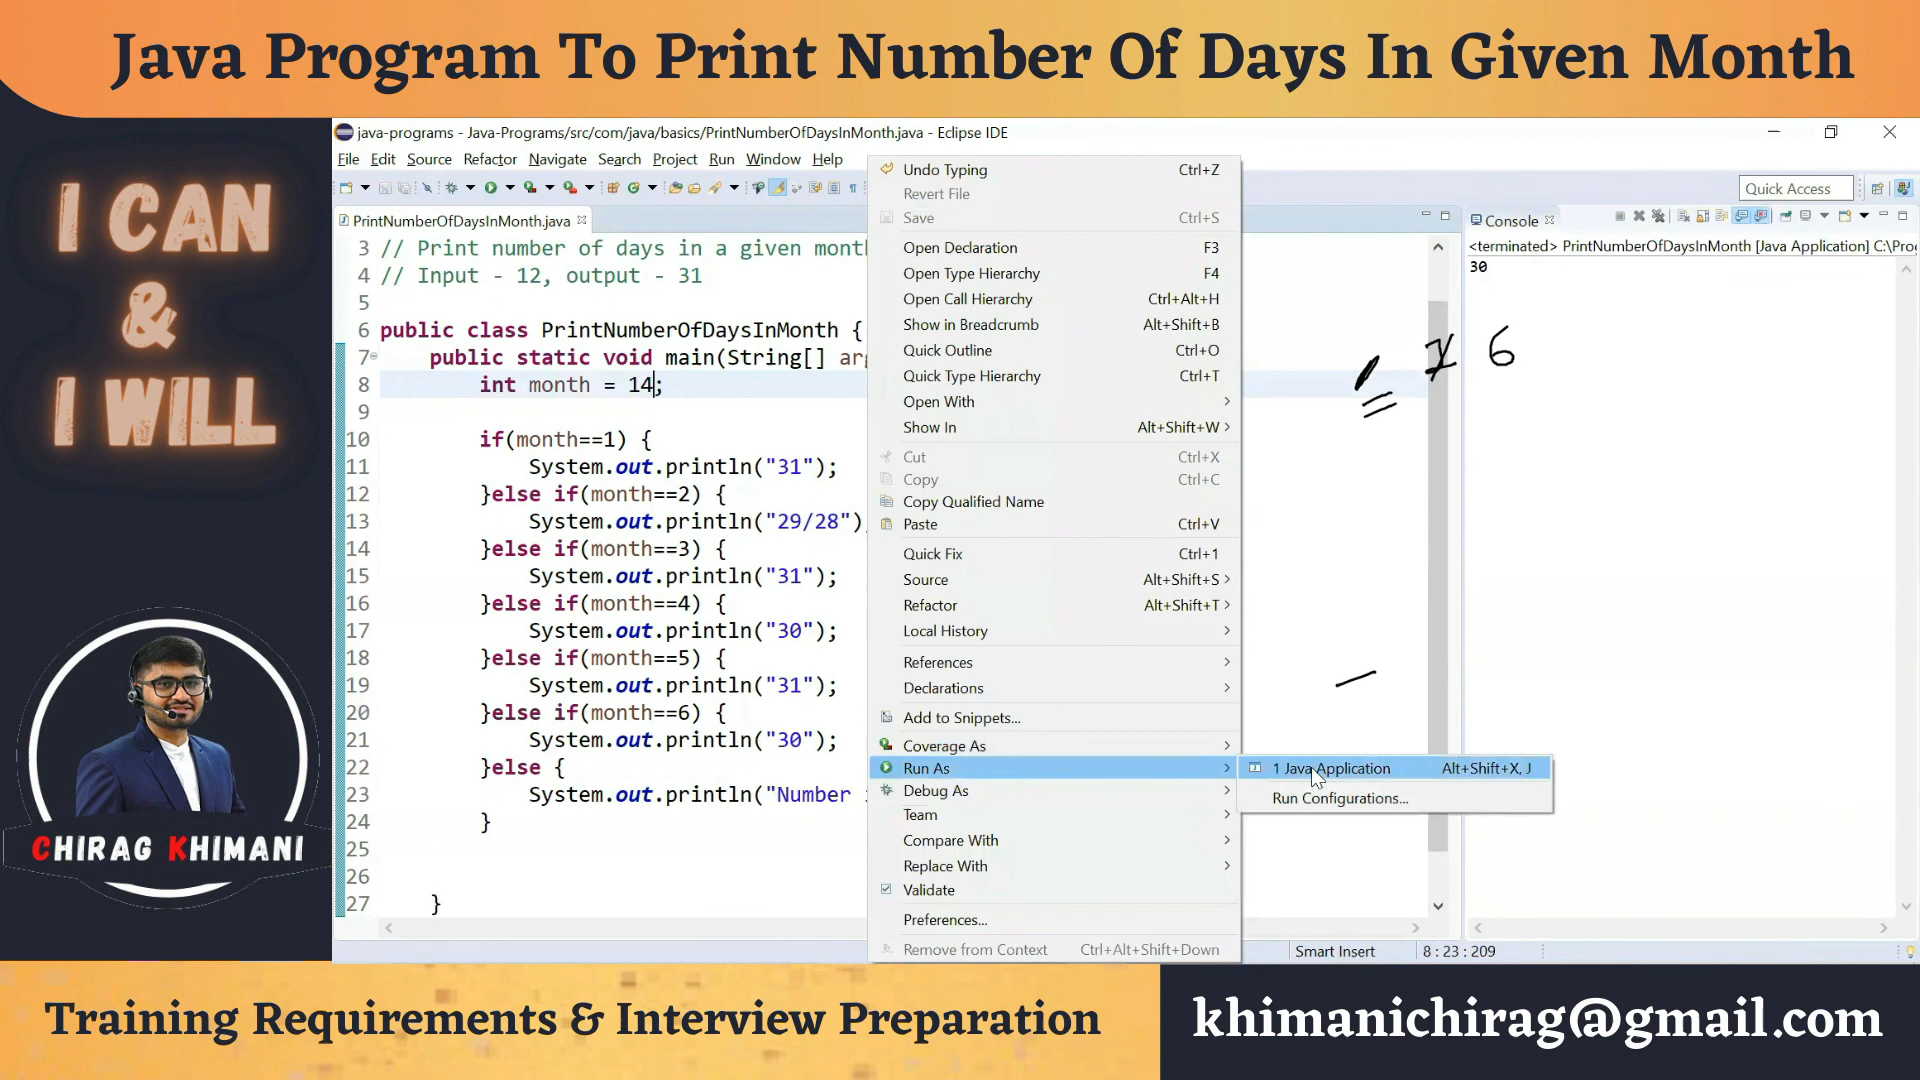 Java Program To Print Number Of Days In Given Month
I CAN
&
I WILL
CHIRAG KHIMANI
java-programs - Java-Programs/src/com/java/basics/PrintNumberOfDaysInMonth.java - Eclipse IDE
File Edit Source Refactor Navigate Search Project Run Window Help
Quick Access
PrintNumberOfDaysInMonth.java
3 // Print number of days in a given month
4 // Input - 12, output - 31
5
6 public class PrintNumberOfDaysInMonth {
7 public static void main(String[] arg
8 int month = 14;
9
10 if(month==1) {
11 System.out.println("31");
12 }else if(month==2) {
13 System.out.println("29/28")
14 }else if(month==3) {
15 System.out.println("31");
16 }else if(month==4) {
17 System.out.println("30");
18 }else if(month==5) {
19 System.out.println("31");
20 }else if(month==6) {
21 System.out.println("30");
22 }else {
23 System.out.println("Number
24 }
25
26
27 }
Undo Typing Ctrl+Z
Revert File
Save Ctrl+S
Open Declaration F3
Open Type Hierarchy F4
Open Call Hierarchy Ctrl+Alt+H
Show in Breadcrumb Alt+Shift+B
Quick Outline Ctrl+O
Quick Type Hierarchy Ctrl+T
Open With
Show In Alt+Shift+W
Cut Ctrl+X
Copy Ctrl+C
Copy Qualified Name
Paste Ctrl+V
Quick Fix Ctrl+1
Source Alt+Shift+S
Refactor Alt+Shift+T
Local History
References
Declarations
Add to Snippets...
Coverage As
Run As
Debug As
Team
Compare With
Replace With
Validate
Preferences...
Remove from Context Ctrl+Alt+Shift+Down
1 Java Application Alt+Shift+X, J
Run Configurations...
Console
<terminated> PrintNumberOfDaysInMonth [Java Application] C:\Pro
30
6
Smart Insert 8 : 23 : 209
Training Requirements & Interview Preparation
khimanichirag@gmail.com